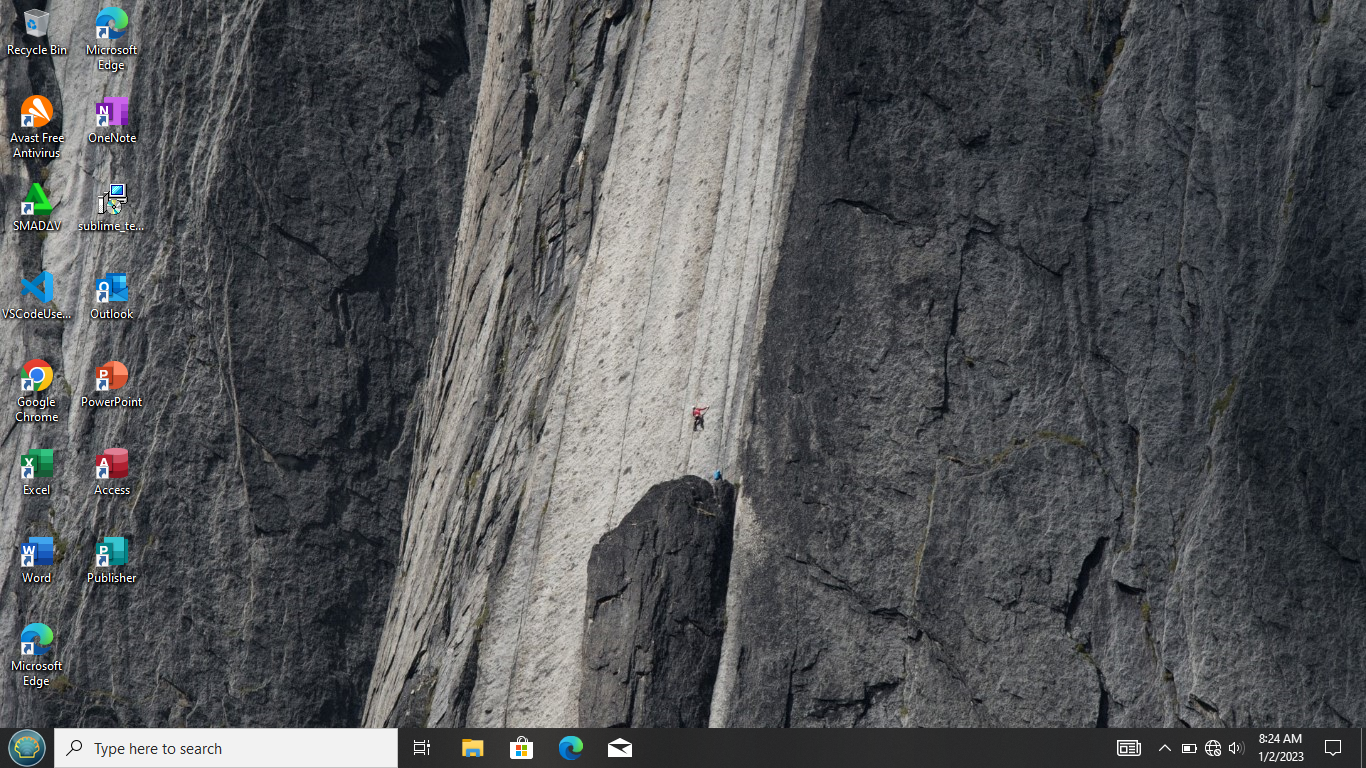 Recycle Bin
Microsoft
Edge
Avast Free
Antivirus
OneNote
SMADΔV
sublime_te...
VSCodeUse...
Outlook
Google
Chrome
PowerPoint
Excel
Access
Word
Publisher
Microsoft
Edge
Type here to search
8:24 AM
1/2/2023